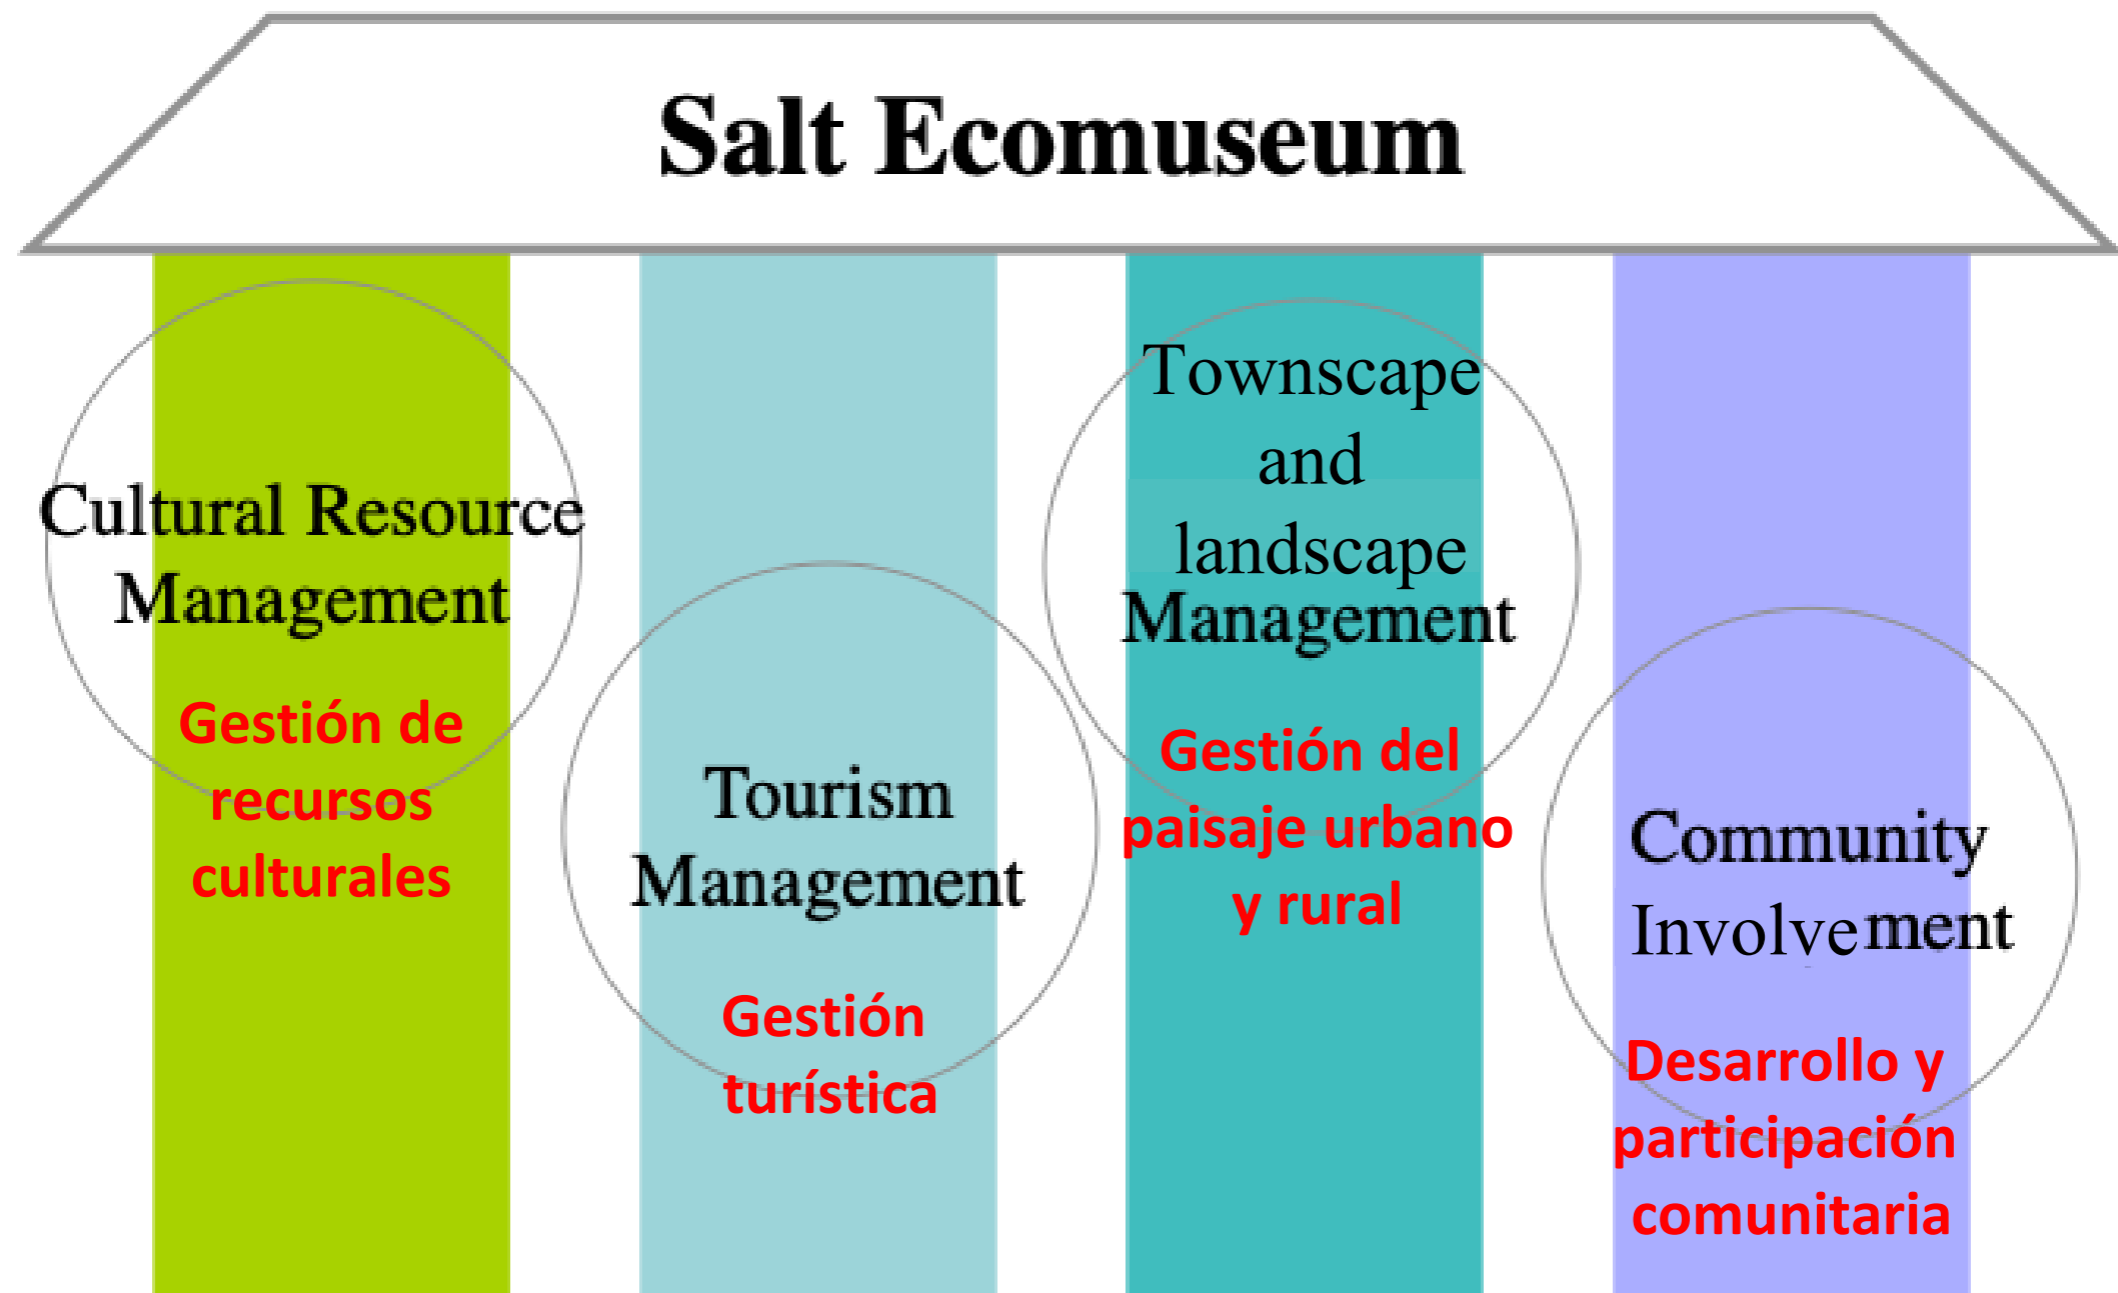 Salt Ecomuseum
Cultural Resource
Management
Gestión de
recursos
culturales
Tourism
Management
Gestión
turística
Townscape
and
landscape
Management
Gestión del
paisaje urbano
y rural
Community
Involvement
Desarrollo y
participación
comunitaria